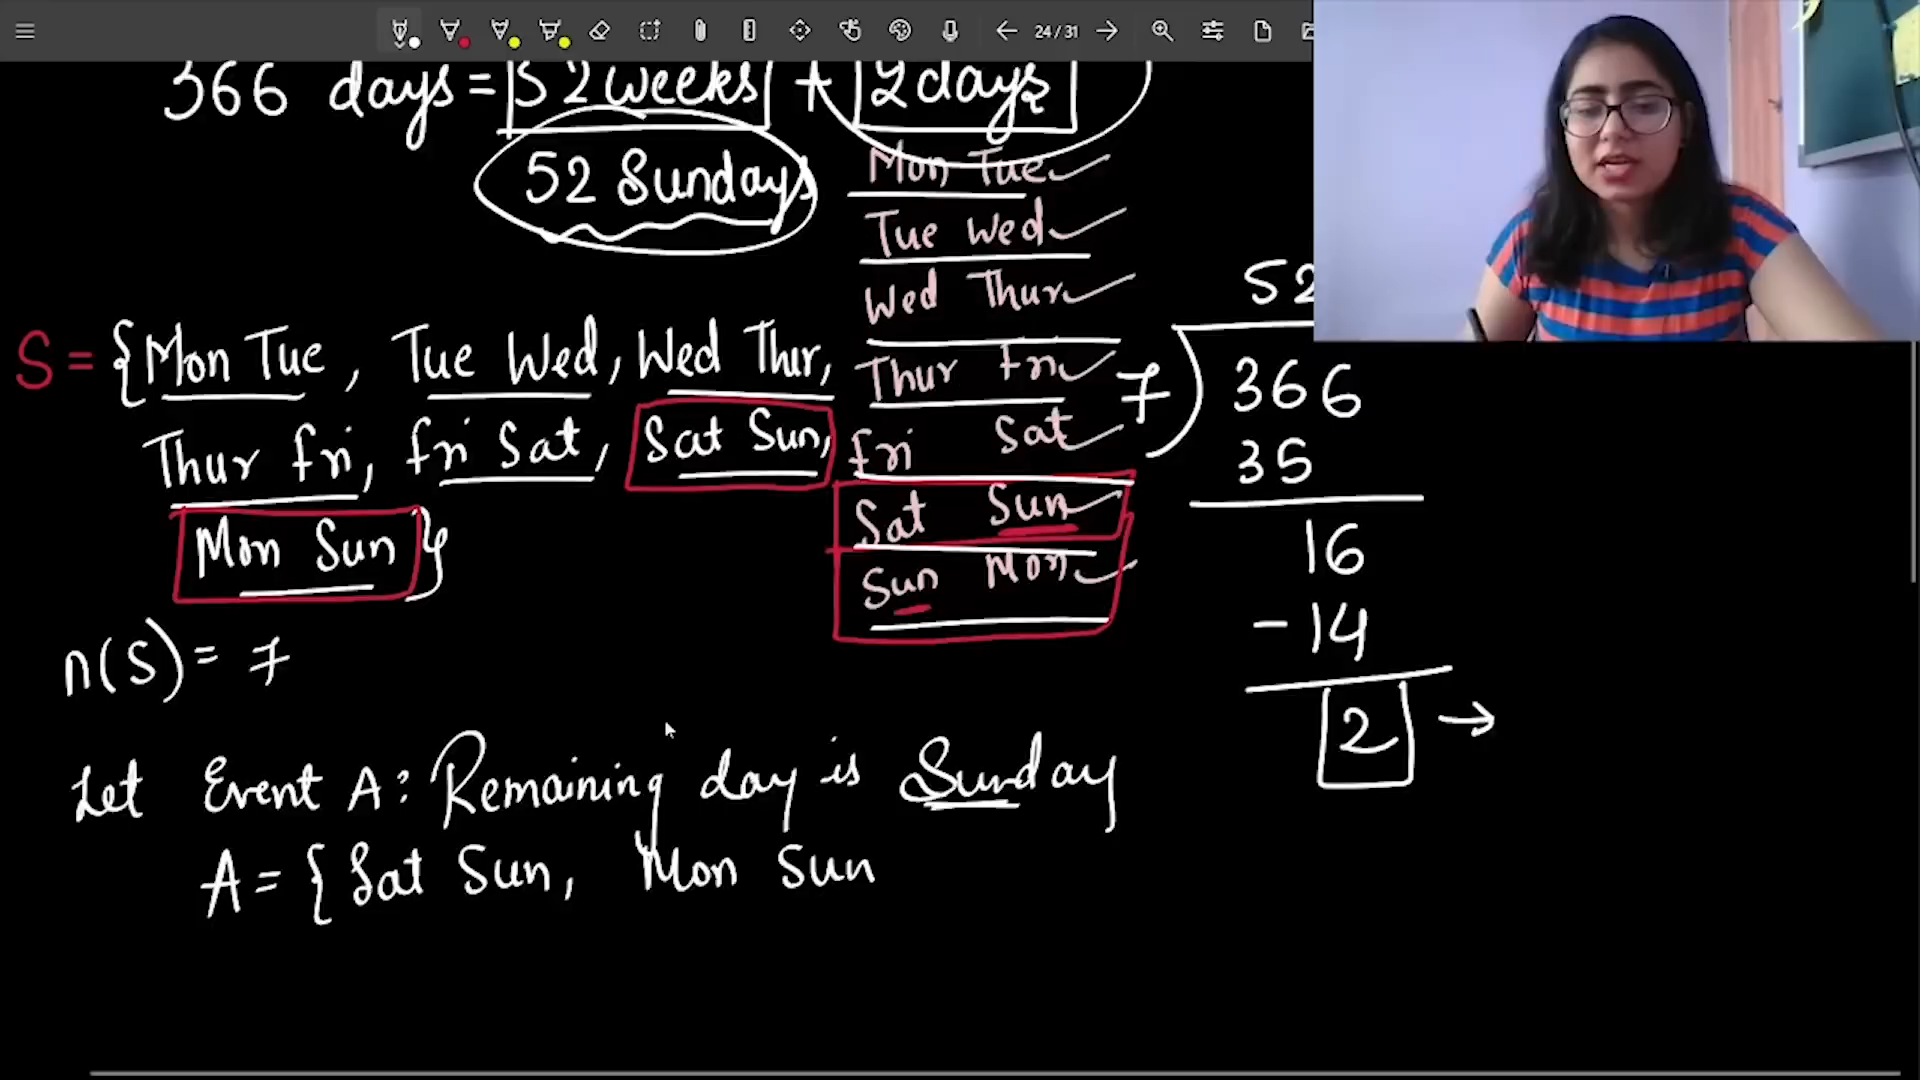 24/31
366 days = 52 weeks + 2 days
52 Sundays
Mon Tue
Tue Wed
Wed Thur
Thur Fri
Fri Sat
Sat Sun
Sun Mon
S = {Mon Tue, Tue Wed, Wed Thur,
Thur Fri, Fri Sat, Sat Sun,
Mon Sun}
n(S) = 7
Let Event A: Remaining day is Sunday
A = {Sat Sun, Mon Sun
52
7) 366
35
16
- 14
2 →